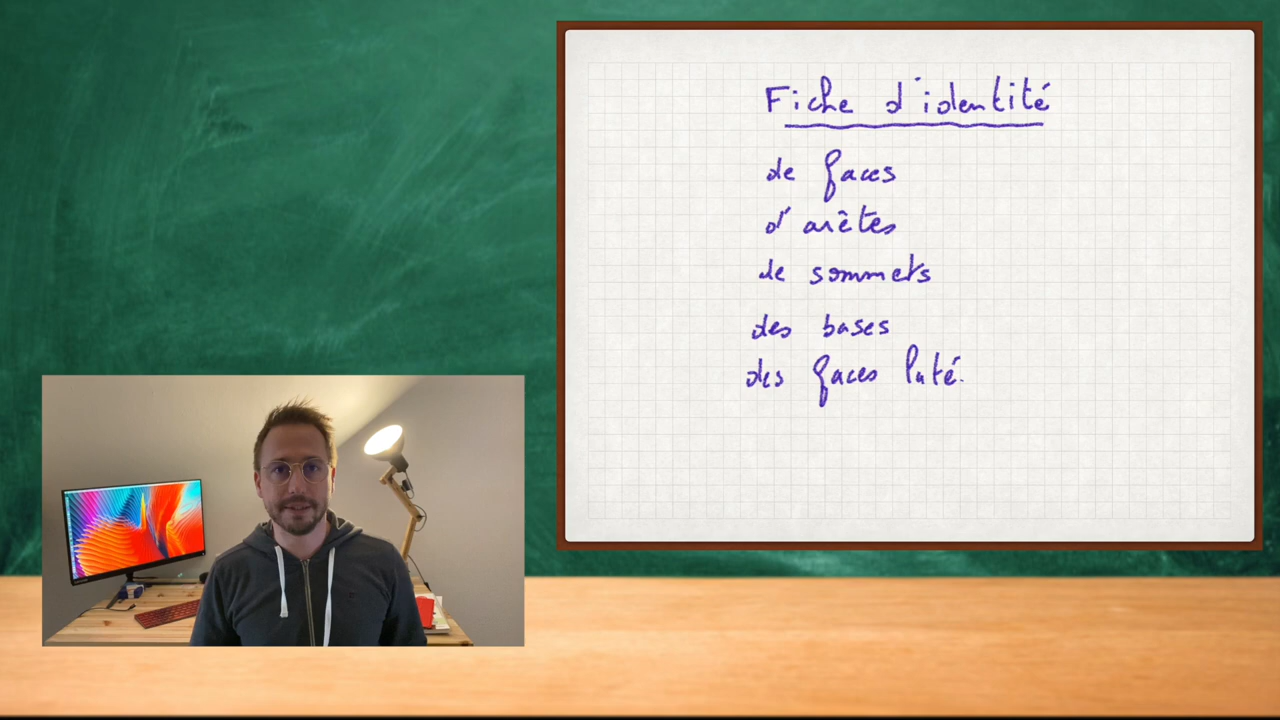 Fiche d'identité
de faces
d'arêtes
de sommets
des bases
des faces laté.